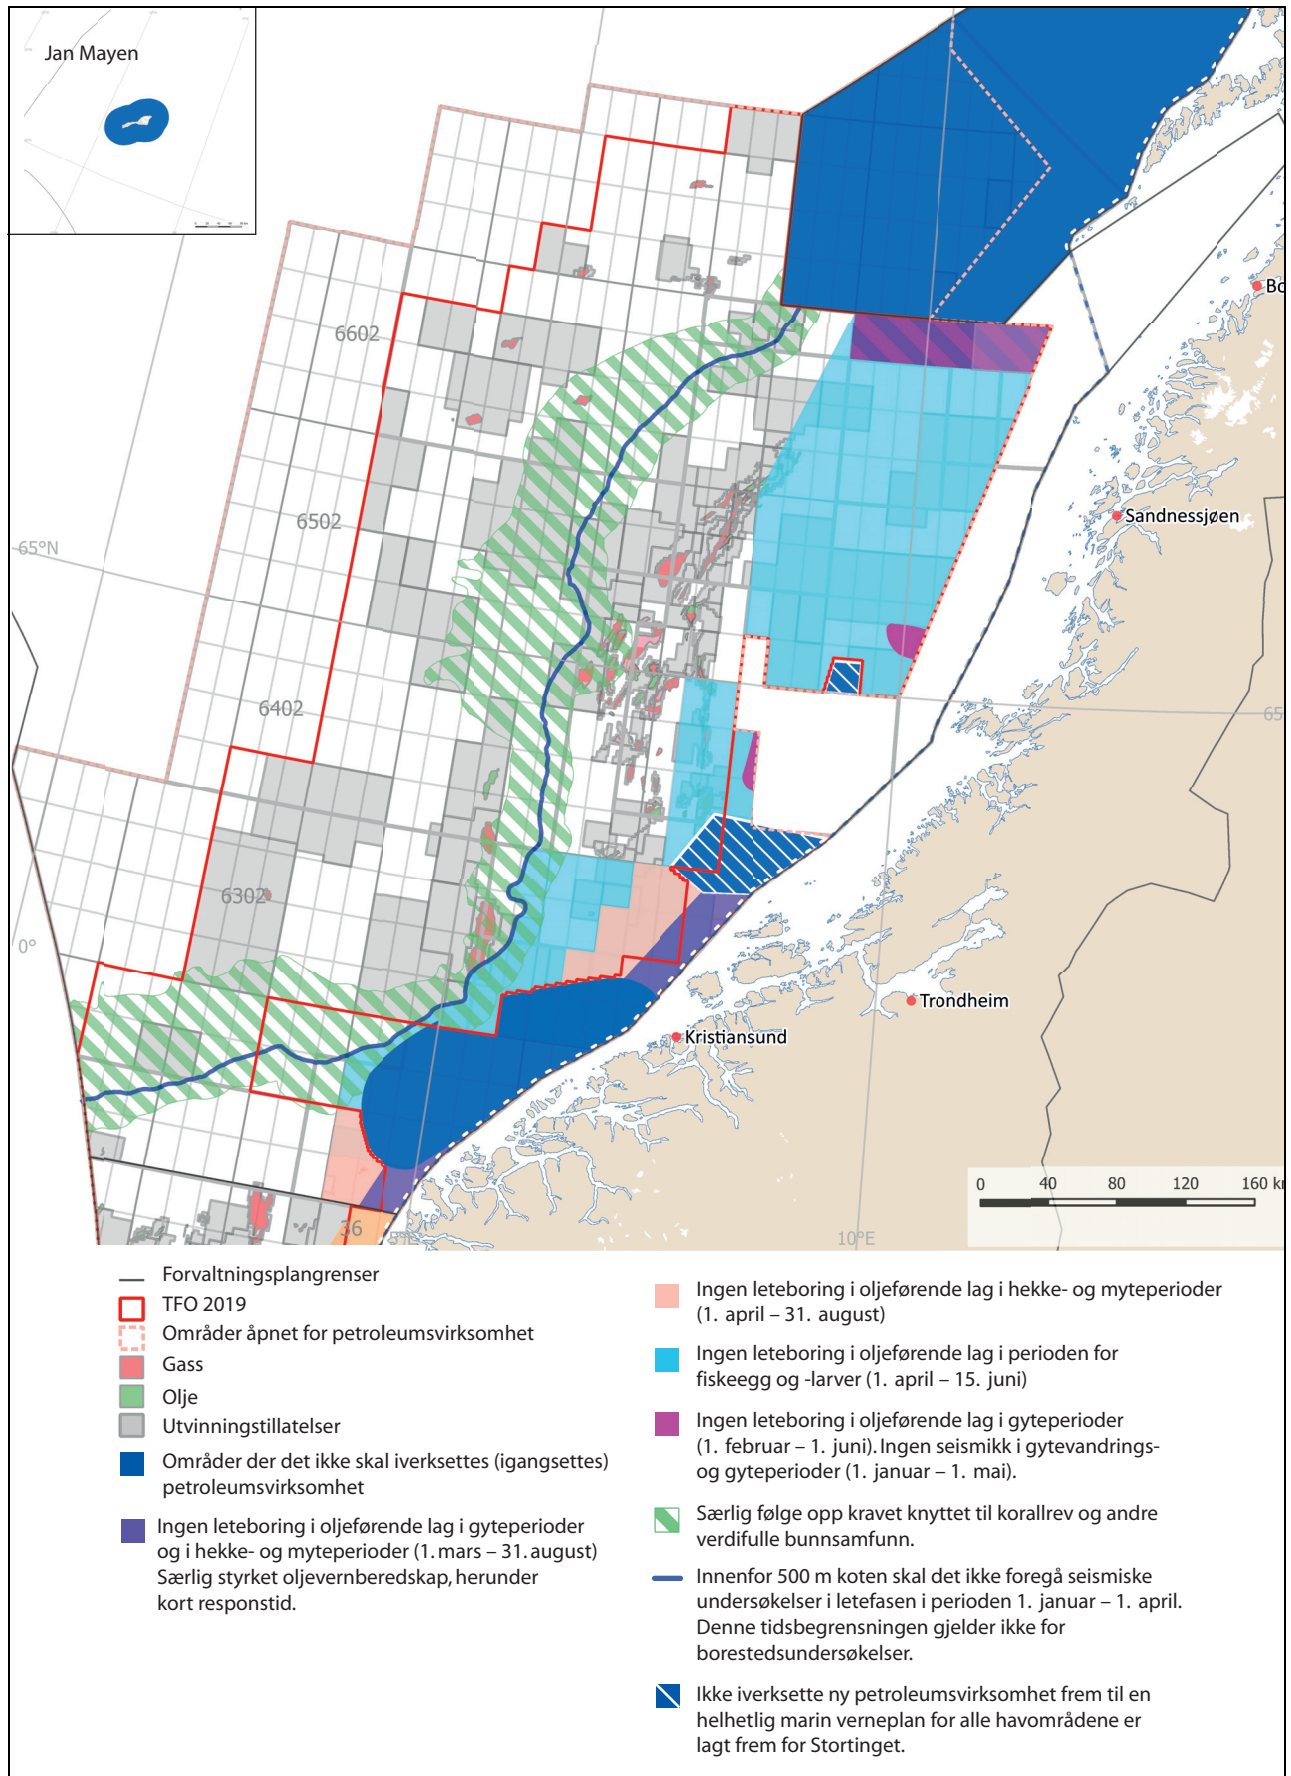 Jan Mayen
6602
6502
65°N
6402
6302
0°
Bo
Sandnessjøen
65
Trondheim
Kristiansund
0 40 80 120 160 km
36
10°E
Forvaltningsplangrenser
TFO 2019
Områder åpnet for petroleumsvirksomhet
Gass
Olje
Utvinningstillatelser
Områder der det ikke skal iverksettes (igangsettes)
petroleumsvirksomhet
Ingen leteboring i oljeførende lag i gyteperioder
og i hekke- og myteperioder (1. mars – 31. august)
Særlig styrket oljevernberedskap, herunder
kort responstid.
Ingen leteboring i oljeførende lag i hekke- og myteperioder
(1. april – 31. august)
Ingen leteboring i oljeførende lag i perioden for
fiskeegg og -larver (1. april – 15. juni)
Ingen leteboring i oljeførende lag i gyteperioder
(1. februar – 1. juni). Ingen seismikk i gytevandrings-
og gyteperioder (1. januar – 1. mai).
Særlig følge opp kravet knyttet til korallrev og andre
verdifulle bunnsamfunn.
Innenfor 500 m koten skal det ikke foregå seismiske
undersøkelser i letefasen i perioden 1. januar – 1. april.
Denne tidsbegrensningen gjelder ikke for
borestedsundersøkelser.
Ikke iverksette ny petroleumsvirksomhet frem til en
helhetlig marin verneplan for alle havområdene er
lagt frem for Stortinget.